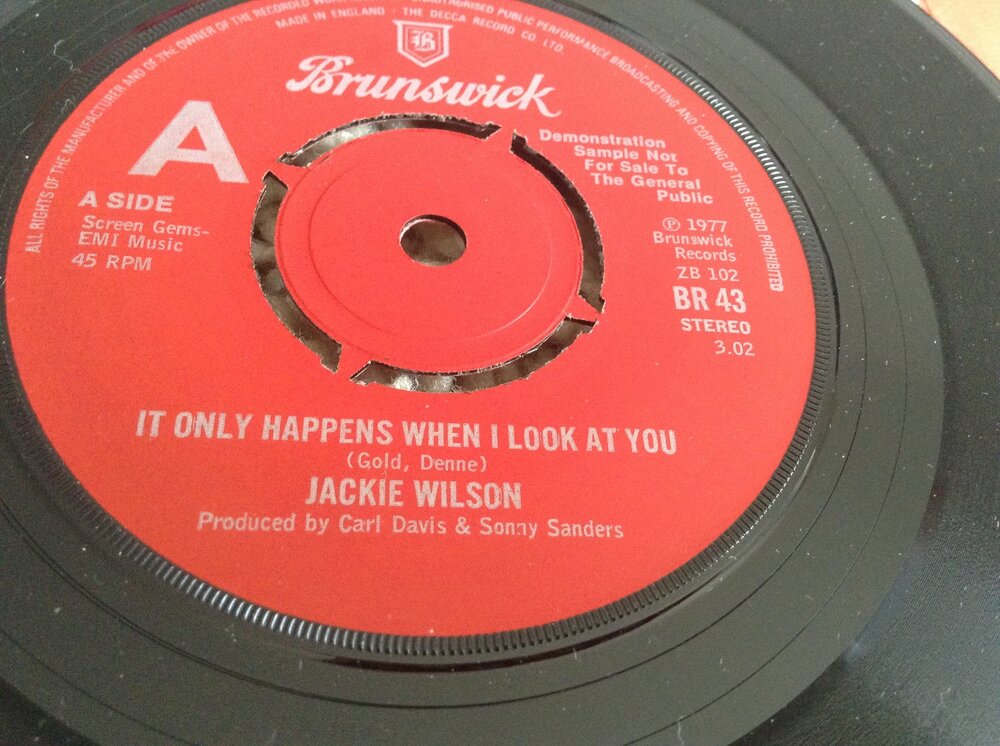 ALL RIGHTS OF THE MANUFACTURER AND OF THE OWNER OF THE RECORDED
PUBLIC PERFORMANCE BROADCASTING AND COPYING OF THIS RECORD PROHIBITED
MADE IN ENGLAND · THE DECCA RECORD CO LTD.
B
Brunswick
A
A SIDE
Screen Gems-
EMI Music
45 RPM
Demonstration
Sample Not
For Sale To
The General
Public
℗ 1977
Brunswick
Records
ZB 102
BR 43
STEREO
3.02
IT ONLY HAPPENS WHEN I LOOK AT YOU
(Gold, Denne)
JACKIE WILSON
Produced by Carl Davis & Sonny Sanders